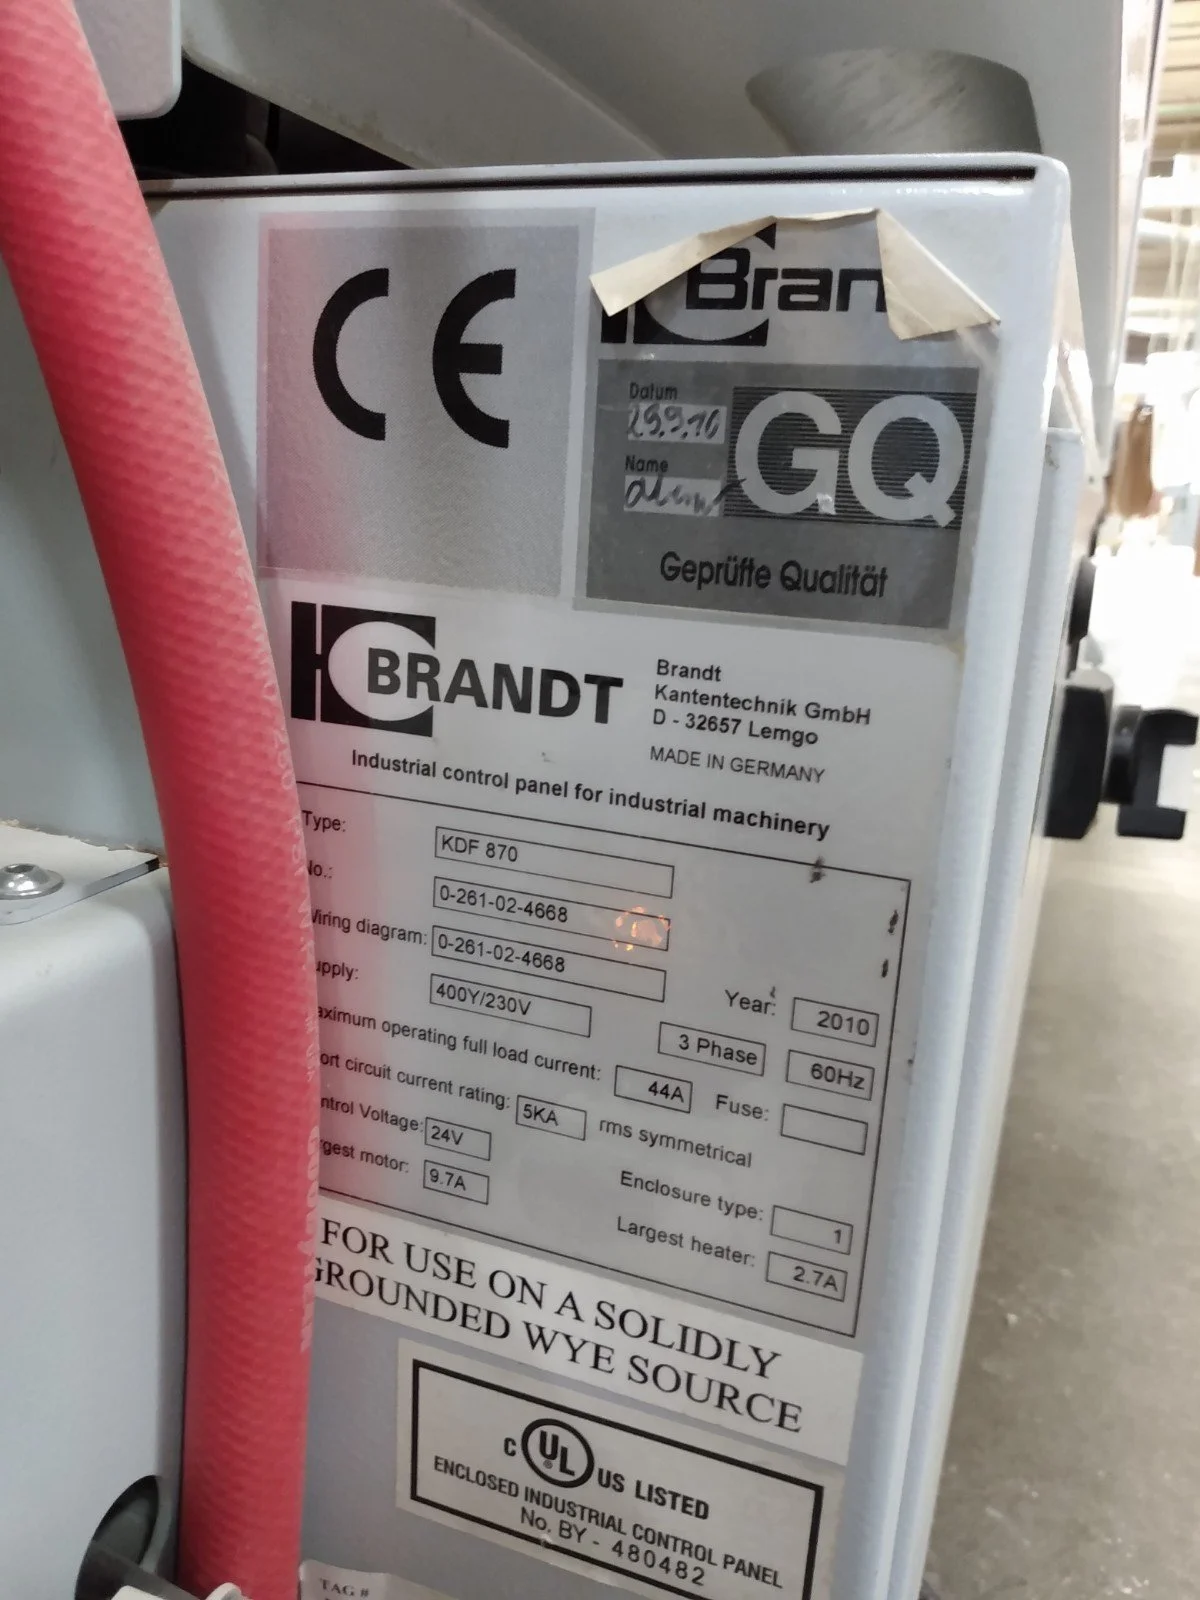 CE
Bran
Datum
29.9.10
Name
GQ
Geprüfte Qualität
BRANDT
Brandt
Kantentechnik GmbH
D - 32657 Lemgo
MADE IN GERMANY
Industrial control panel for industrial machinery
Type: KDF 870
No.: 0-261-02-4668
Wiring diagram: 0-261-02-4668
Year: 2010
upply: 400Y/230V 3 Phase 60Hz
aximum operating full load current: 44A Fuse:
ort circuit current rating: 5KA rms symmetrical
ntrol Voltage: 24V Enclosure type: 1
rgest motor: 9.7A Largest heater: 2.7A
FOR USE ON A SOLIDLY
GROUNDED WYE SOURCE
C UL US LISTED
ENCLOSED INDUSTRIAL CONTROL PANEL
No. BY - 480482
TAG #